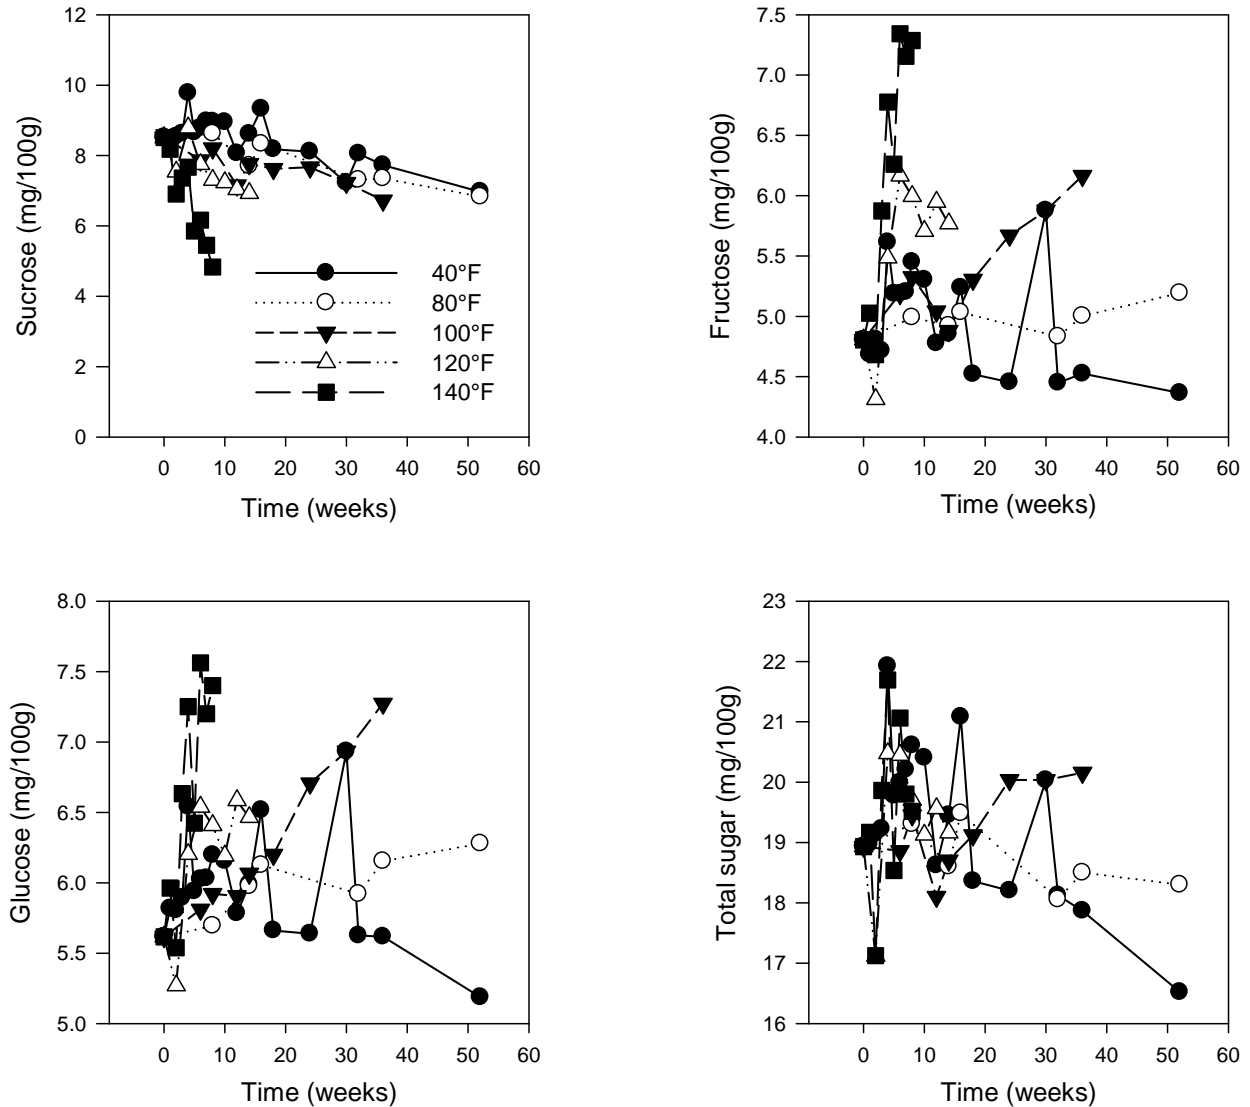 12
10
8
6
4
2
0
Sucrose (mg/100g)
40°F
80°F
100°F
120°F
140°F
0 10 20 30 40 50 60
Time (weeks)
7.5
7.0
6.5
6.0
5.5
5.0
4.5
4.0
Fructose (mg/100g)
0 10 20 30 40 50 60
Time (weeks)
8.0
7.5
7.0
6.5
6.0
5.5
5.0
Glucose (mg/100g)
0 10 20 30 40 50 60
Time (weeks)
23
22
21
20
19
18
17
16
Total sugar (mg/100g)
0 10 20 30 40 50 60
Time (weeks)